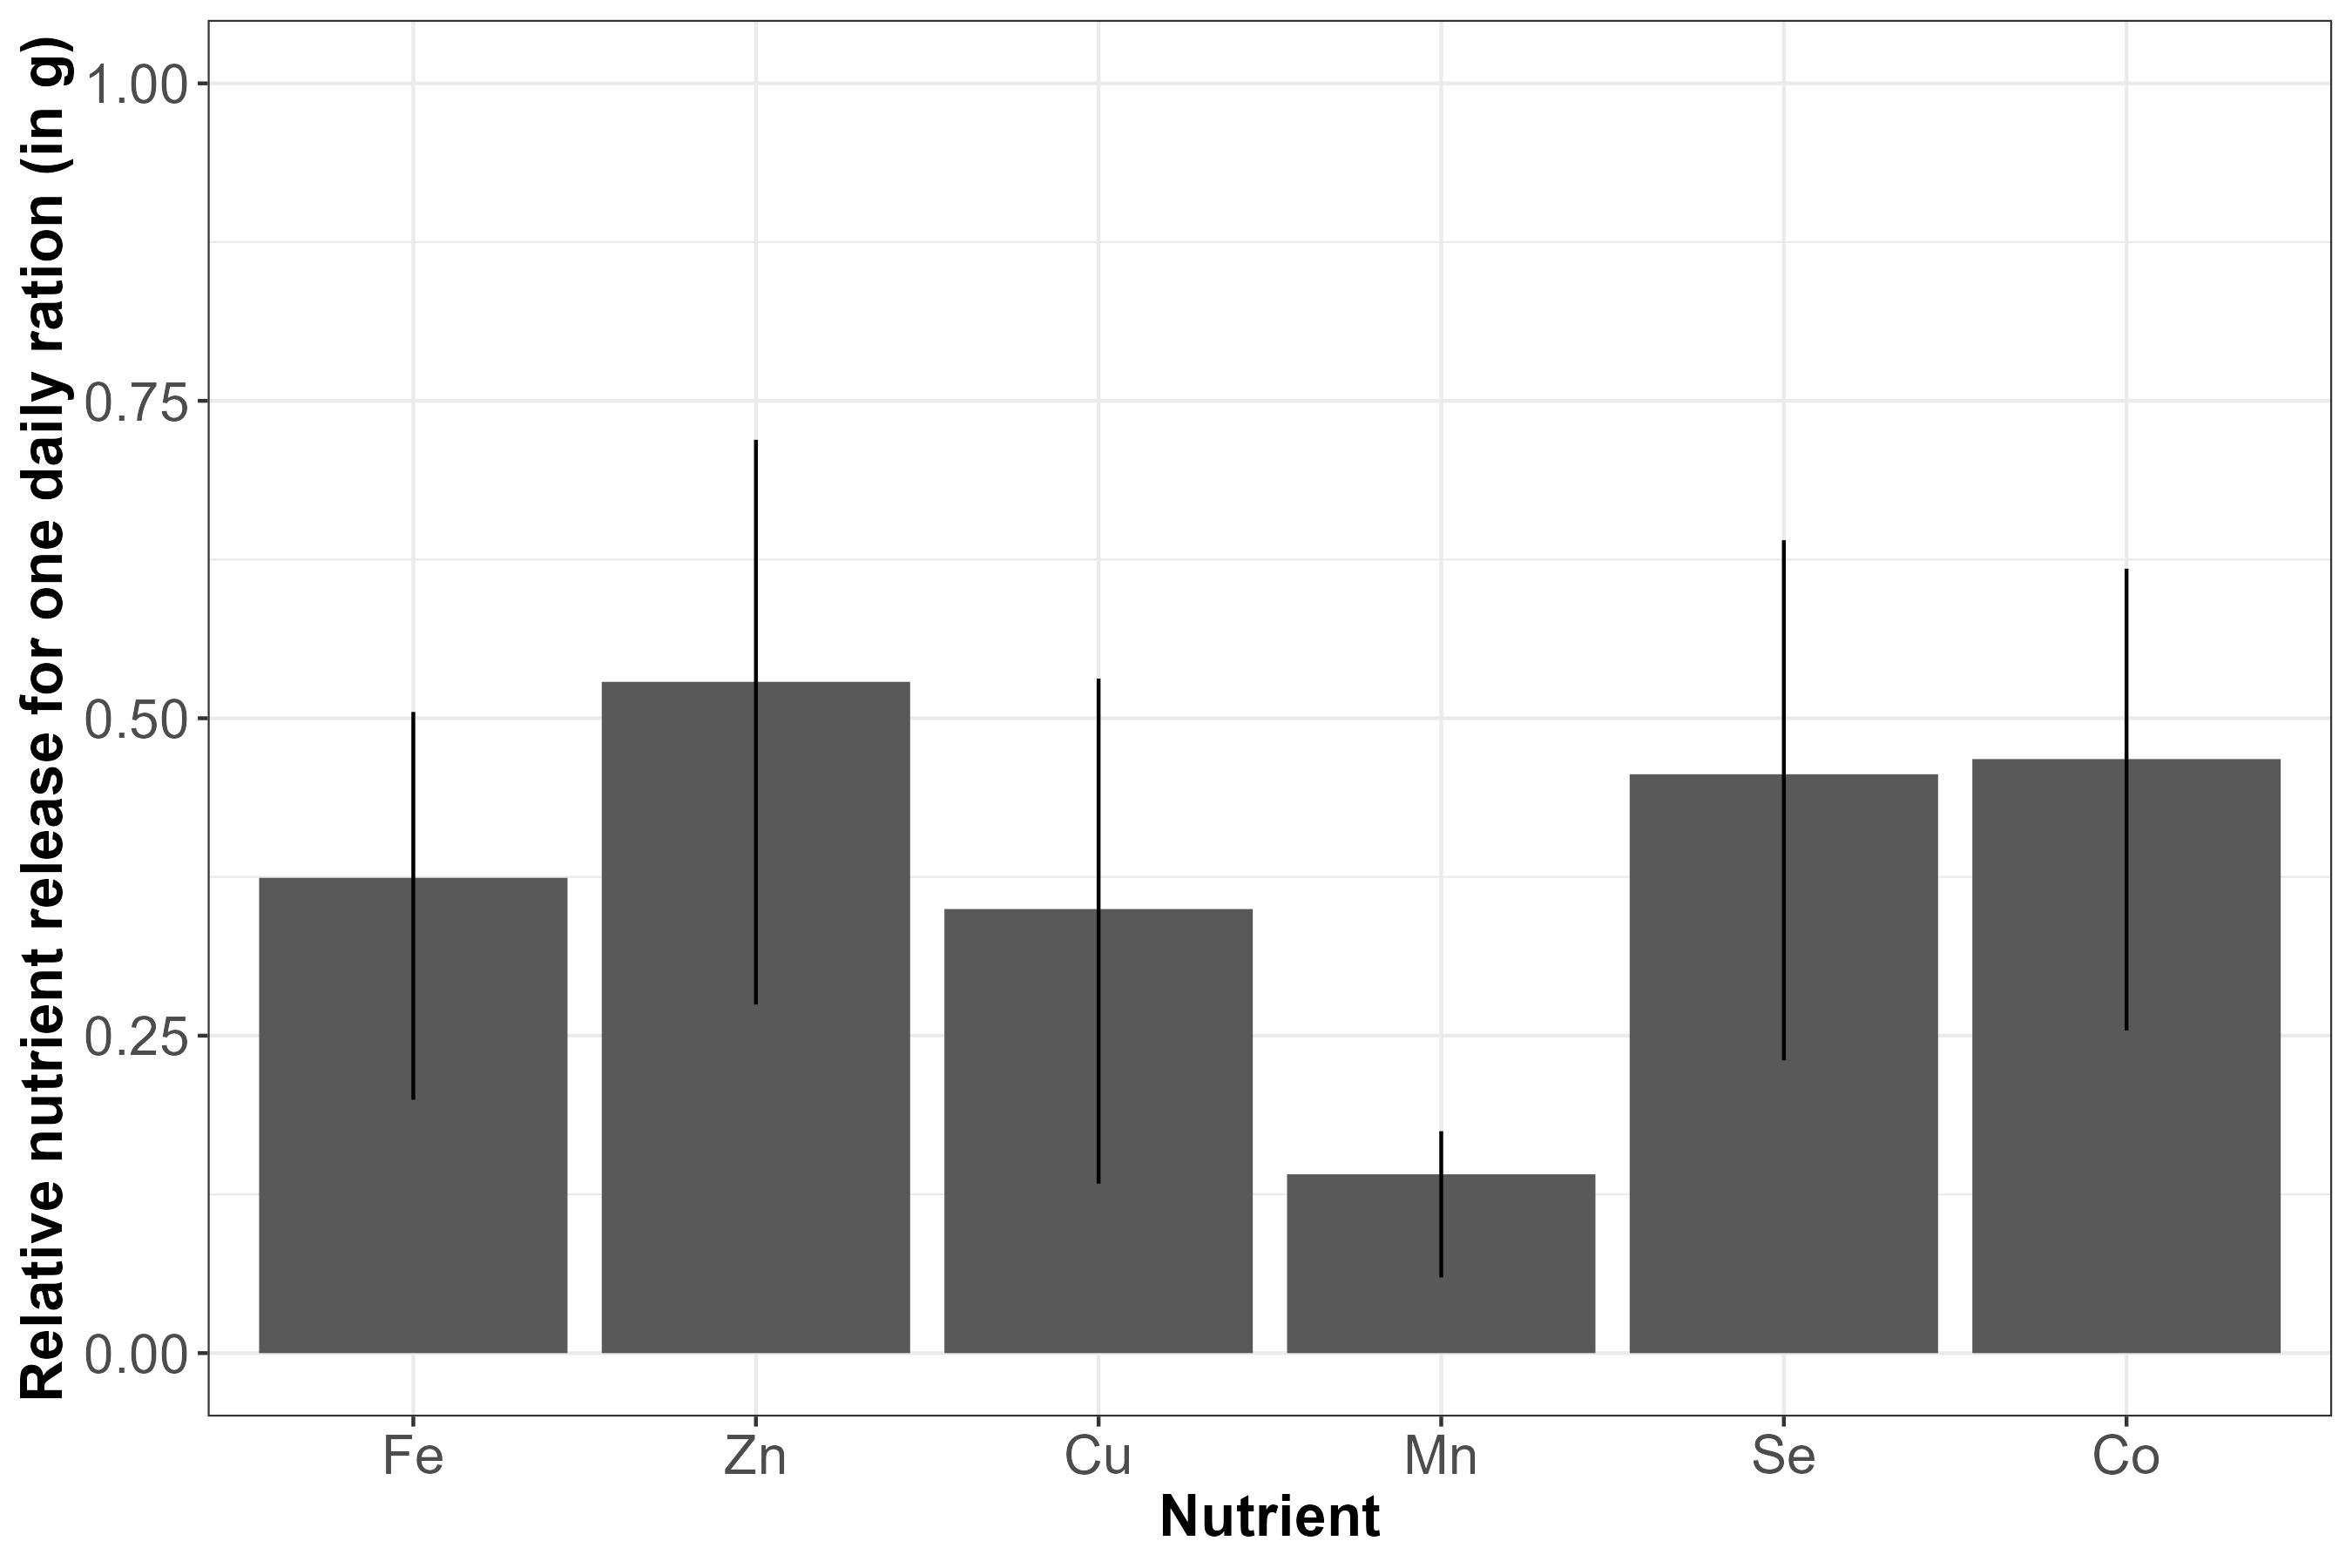 Relative nutrient release for one daily ration (in g)
1.00
0.75
0.50
0.25
0.00
Fe Zn Cu Mn Se Co
Nutrient